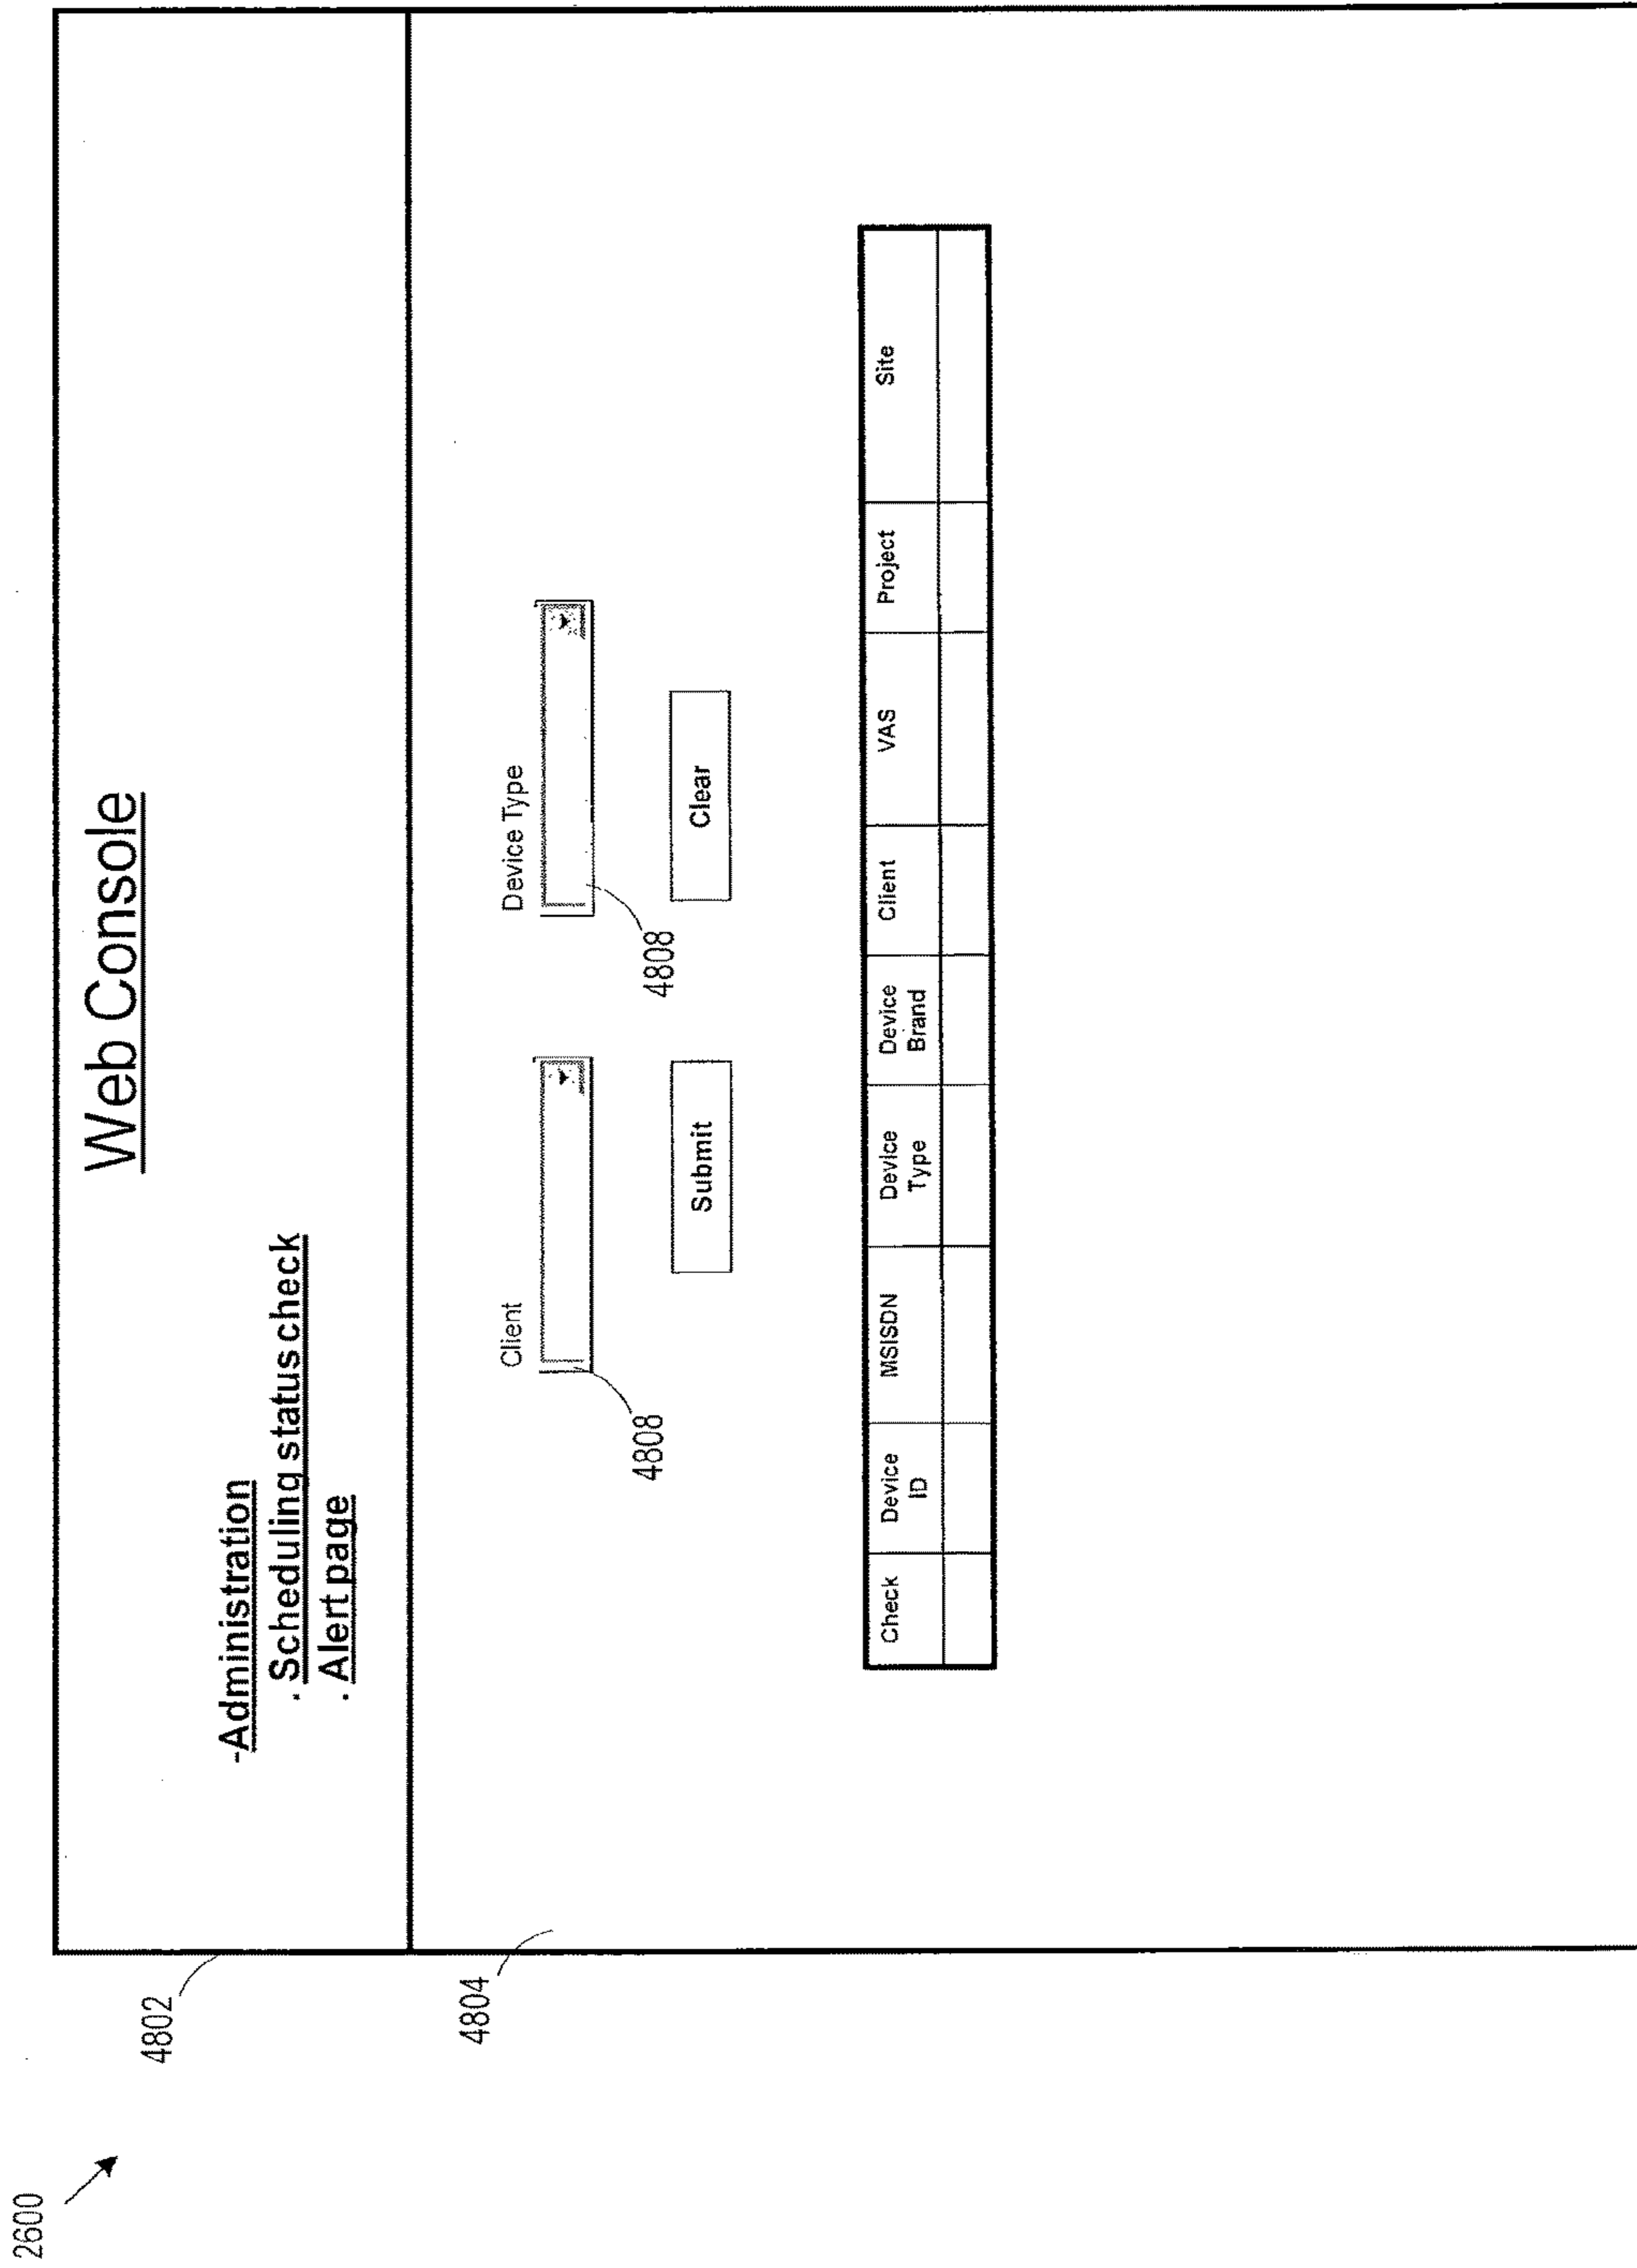 2600
4802
Web Console
-Administration
. Scheduling status check
. Alert page
4804
Client
Device Type
4808
4808
Submit
Clear
Check
Device
ID
MSISDN
Device
Type
Device
Brand
Client
VAS
Project
Site